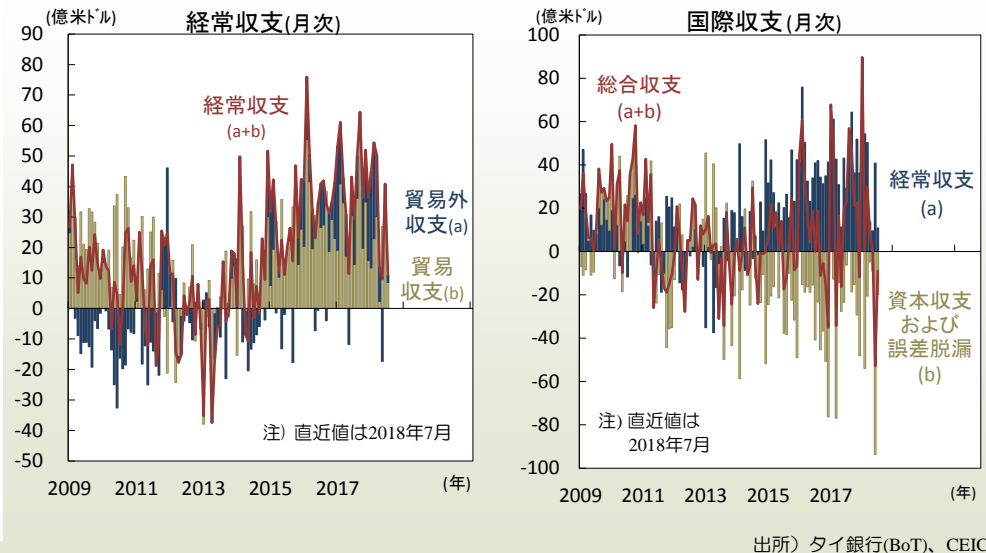 経常収支(月次)
(億米ﾄﾞﾙ)
90
80
70
60
50
40
30
20
10
0
-10
-20
-30
-40
-50
経常収支
(a+b)
貿易外
収支(a)
貿易
収支(b)
注) 直近値は2018年7月
2009
2011
2013
2015
2017
(年)
国際収支(月次)
(億米ﾄﾞﾙ)
100
80
60
40
20
0
-20
-40
-60
-80
-100
総合収支
(a+b)
経常収支
(a)
資本収支
および
誤差脱漏
(b)
注) 直近値は
2018年7月
2009
2011
2013
2015
2017
(年)
出所）タイ銀行(BoT)、CEIC